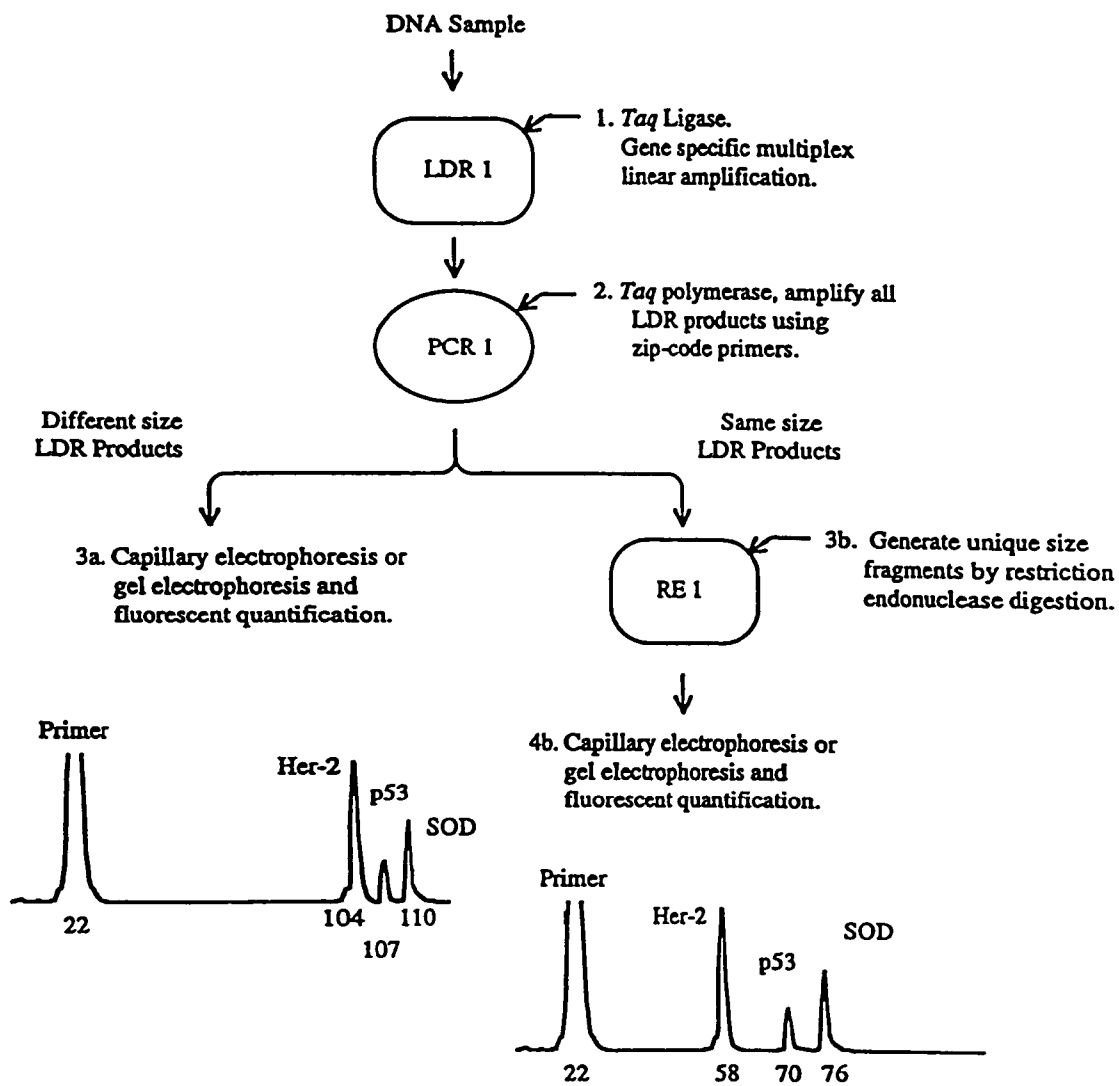 DNA Sample
LDR 1
1. Taq Ligase.
Gene specific multiplex
linear amplification.
PCR 1
2. Taq polymerase, amplify all
LDR products using
zip-code primers.
Different size
LDR Products
Same size
LDR Products
3a. Capillary electrophoresis or
gel electrophoresis and
fluorescent quantification.
RE 1
3b. Generate unique size
fragments by restriction
endonuclease digestion.
4b. Capillary electrophoresis or
gel electrophoresis and
fluorescent quantification.
Primer
Her-2
p53
SOD
22
104
107
110
Primer
Her-2
p53
SOD
22
58
70
76